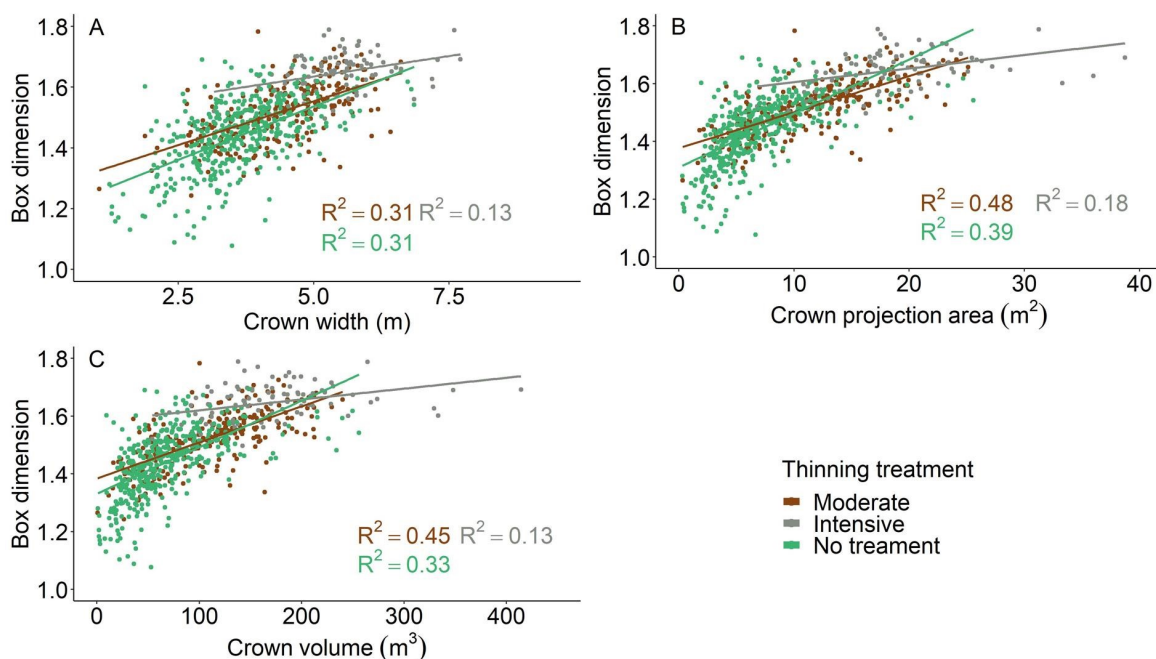 A
Box dimension
1.8
1.6
1.4
1.2
1.0
R² = 0.31 R² = 0.13
R² = 0.31
2.5 5.0 7.5
Crown width (m)
B
Box dimension
1.8
1.6
1.4
1.2
1.0
R² = 0.48 R² = 0.18
R² = 0.39
0 10 20 30 40
Crown projection area (m²)
C
Box dimension
1.8
1.6
1.4
1.2
1.0
R² = 0.45 R² = 0.13
R² = 0.33
0 100 200 300 400
Crown volume (m³)
Thinning treatment
Moderate
Intensive
No treament